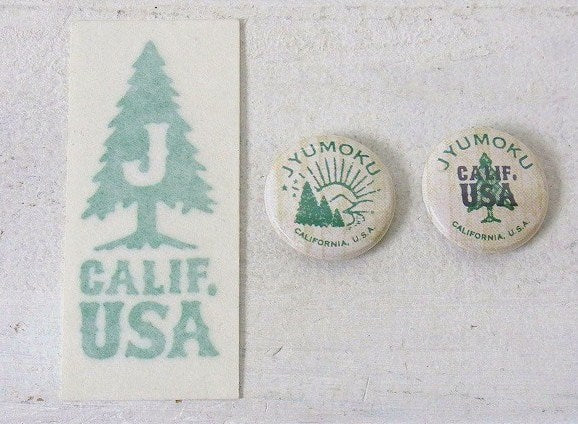 J
CALIF.
USA
JYUMOKU
CALIFORNIA, U.S.A.
JYUMOKU
CALIF.
USA
CALIFORNIA, U.S.A.